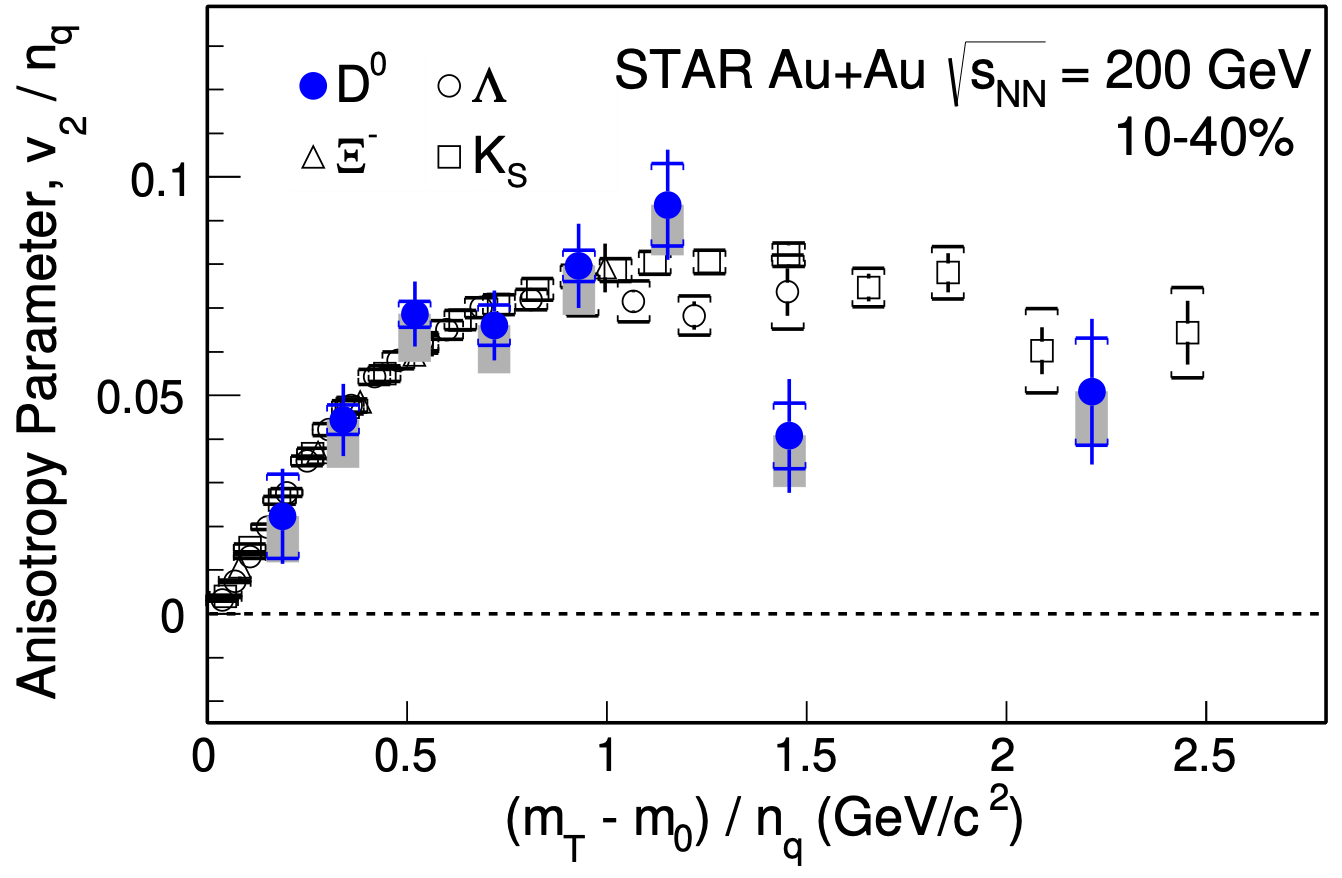 STAR Au+Au √sNN = 200 GeV
10-40%
D0 Λ
Ξ- KS
Anisotropy Parameter, v2 / nq
0.1
0.05
0
0 0.5 1 1.5 2 2.5
(mT - m0) / nq (GeV/c2)